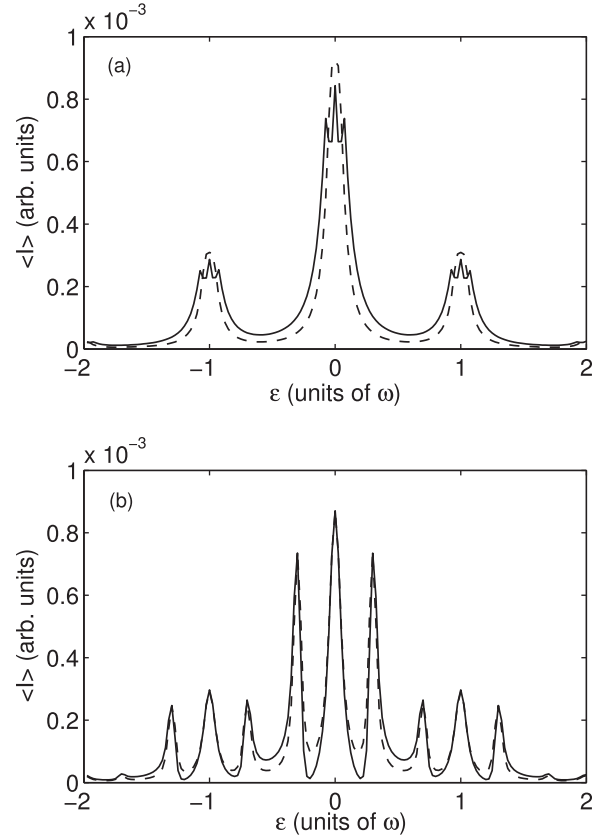 x 10⁻³
1
(a)
0.8
0.6
<I> (arb. units)
0.4
0.2
0
−2 −1 0 1 2
ε (units of ω)
x 10⁻³
1
(b)
0.8
0.6
<I> (arb. units)
0.4
0.2
0
−2 −1 0 1 2
ε (units of ω)